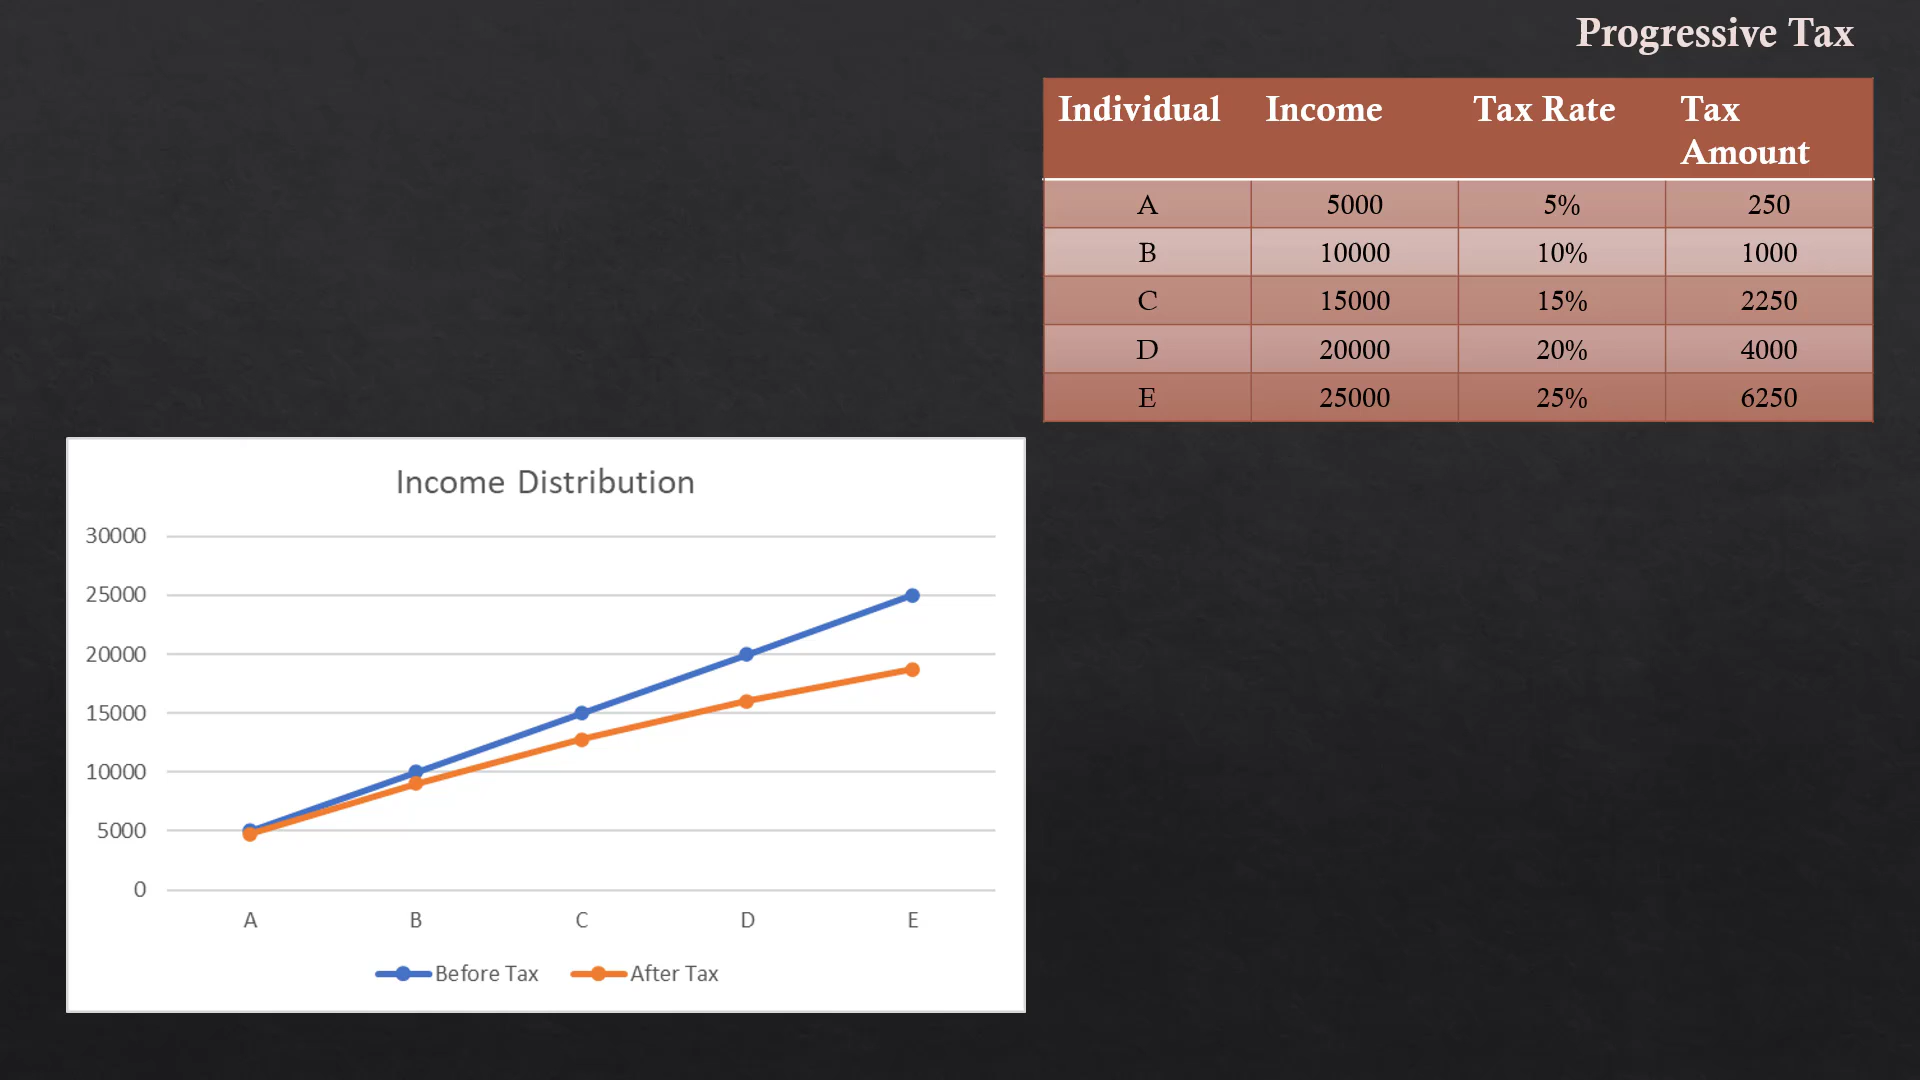 Progressive Tax
Individual Income Tax Rate Tax Amount
A 5000 5% 250
B 10000 10% 1000
C 15000 15% 2250
D 20000 20% 4000
E 25000 25% 6250
Income Distribution
30000
25000
20000
15000
10000
5000
0
A B C D E
Before Tax After Tax